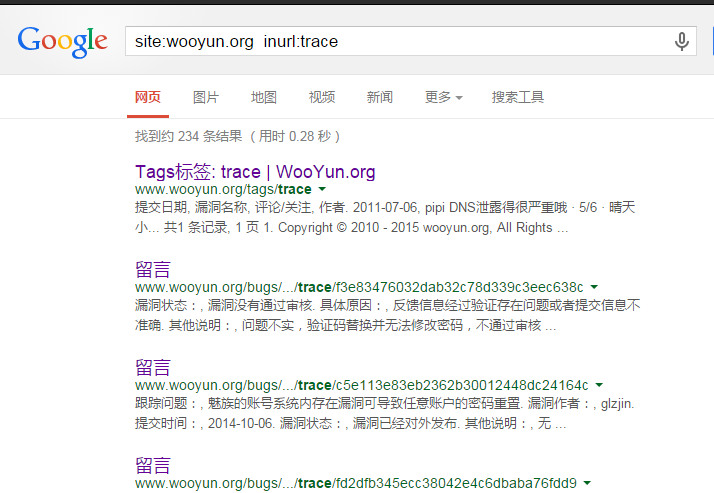 Google
site:wooyun.org inurl:trace
网页 图片 地图 视频 新闻 更多 搜索工具
找到约 234 条结果 （用时 0.28 秒）
Tags标签: trace | WooYun.org
www.wooyun.org/tags/trace
提交日期, 漏洞名称, 评论/关注, 作者. 2011-07-06, pipi DNS泄露得很严重哦 · 5/6 · 晴天
小... 共1 条记录, 1 页 1. Copyright © 2010 - 2015 wooyun.org, All Rights ...
留言
www.wooyun.org/bugs/.../trace/f3e83476032dab32c78d339c3eec638c
漏洞状态：, 漏洞没有通过审核. 具体原因：, 反馈信息经过验证存在问题或者提交信息不
准确. 其他说明：, 问题不实，验证码替换并无法修改密码，不通过审核 ...
留言
www.wooyun.org/bugs/.../trace/c5e113e83eb2362b30012448dc24164c
跟踪问题：, 魅族的账号系统内存在漏洞可导致任意账户的密码重置. 漏洞作者：, glzjin.
提交时间：, 2014-10-06. 漏洞状态：, 漏洞已经对外发布. 其他说明：, 无 ...
留言
www.wooyun.org/bugs/.../trace/fd2dfb345ecc38042e4c6dbaba76fdd9